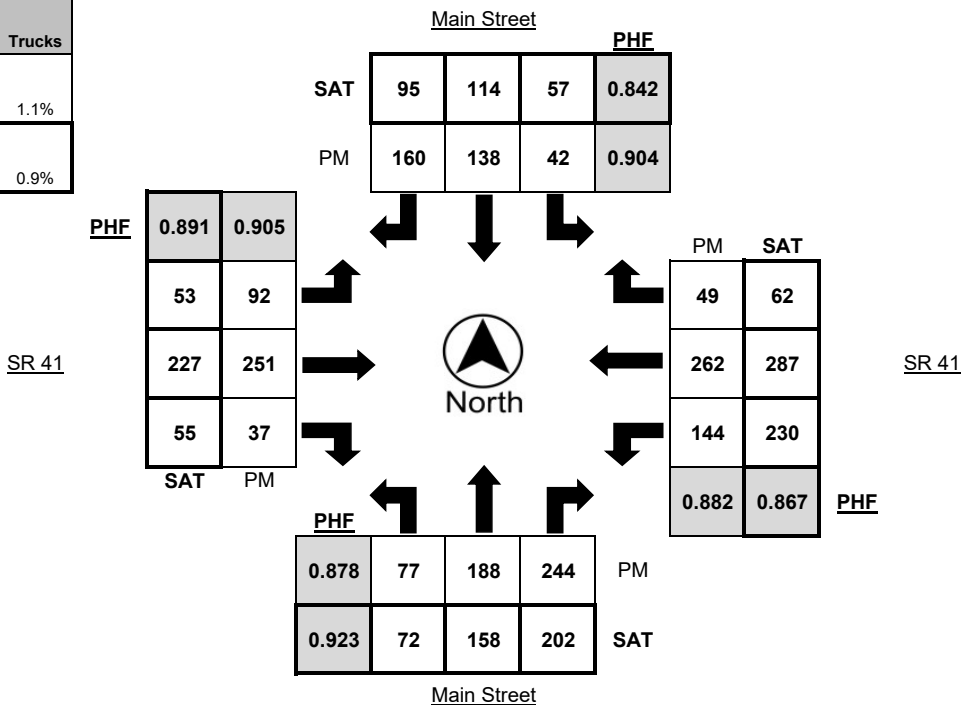 Main Street
Trucks
PHF
SAT 95 114 57 0.842
1.1%
PM 160 138 42 0.904
0.9%
PHF 0.891 0.905
PM SAT
53 92
49 62
SR 41 227 251
North
262 287 SR 41
55 37
144 230
SAT PM
0.882 0.867 PHF
PHF
0.878 77 188 244 PM
0.923 72 158 202 SAT
Main Street